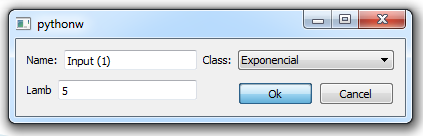 pythonw
Name: Input (1) Class: Exponencial
Lamb 5
Ok Cancel